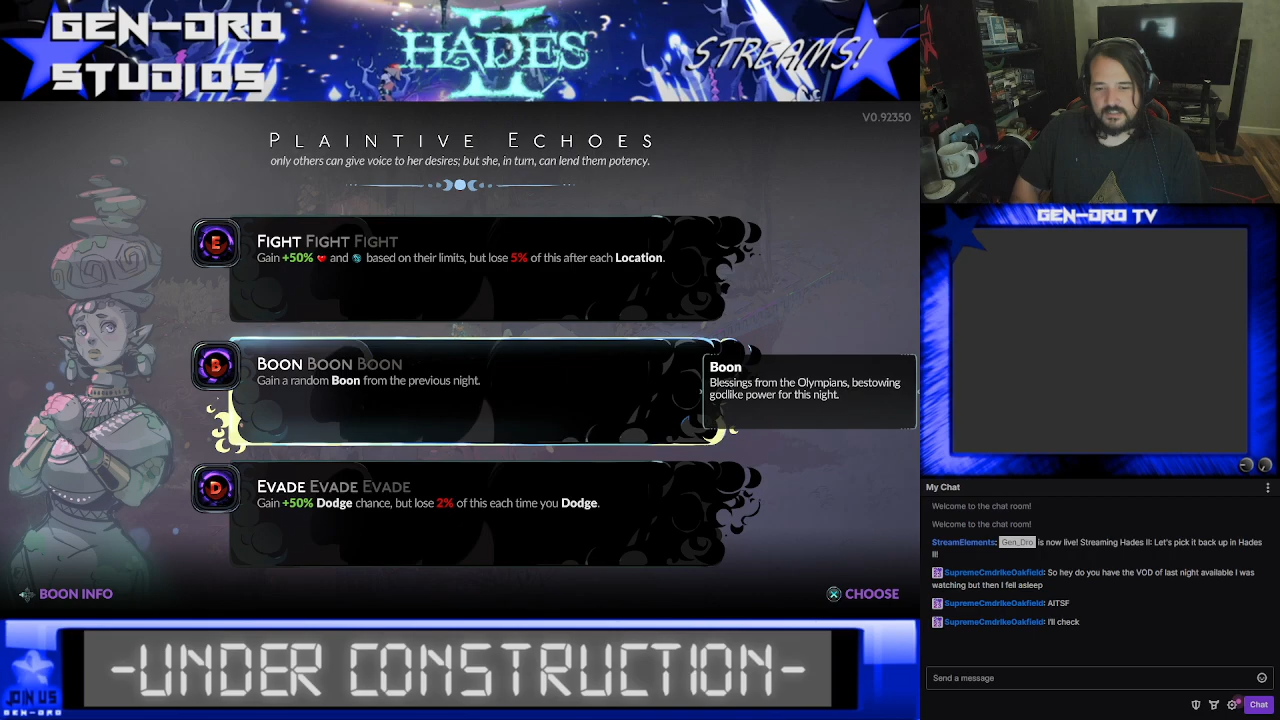 GEN-DRO
STUDIOS
HADES
II
STREAMS!
V0.92350
PLAINTIVE ECHOES
only others can give voice to her desires; but she, in turn, can lend them potency.
E
FIGHT FIGHT FIGHT
Gain +50% and based on their limits, but lose 5% of this after each Location.
B
BOON BOON BOON
Gain a random Boon from the previous night.
Boon
Blessings from the Olympians, bestowing
godlike power for this night.
D
EVADE EVADE EVADE
Gain +50% Dodge chance, but lose 2% of this each time you Dodge.
BOON INFO
CHOOSE
-UNDER CONSTRUCTION-
JOIN US
GEN-DRO
GEN-DRO TV
My Chat
Welcome to the chat room!
Welcome to the chat room!
StreamElements: Gen_Dro is now live! Streaming Hades II: Let's pick it back up in Hades
II!
SupremeCmdrIkeOakfield: So hey do you have the VOD of last night available I was
watching but then I fell asleep
SupremeCmdrIkeOakfield: AITSF
SupremeCmdrIkeOakfield: I'll check
Send a message
Chat